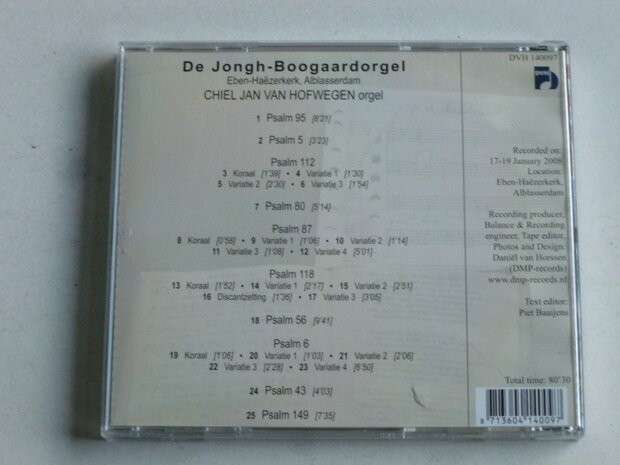 DVH 140097
DVH
De Jongh-Boogaardorgel
Eben-Haëzerkerk, Alblasserdam
CHIEL JAN VAN HOFWEGEN orgel
1 Psalm 95 [8'21]
2 Psalm 5 [3'23]
Psalm 112
3 Koraal [1'39] • 4 Variatie 1 [1'30]
5 Variatie 2 [2'30] • 6 Variatie 3 [1'54]
7 Psalm 80 [5'14]
Psalm 87
8 Koraal [0'58] • 9 Variatie 1 [1'06] • 10 Variatie 2 [1'14]
11 Variatie 3 [1'08] • 12 Variatie 4 [5'01]
Psalm 118
13 Koraal [1'52] • 14 Variatie 1 [2'17] • 15 Variatie 2 [2'51]
16 Discantzetting [1'36] • 17 Variatie 3 [3'05]
18 Psalm 56 [9'41]
Psalm 6
19 Koraal [1'06] • 20 Variatie 1 [1'03] • 21 Variatie 2 [2'06]
22 Variatie 3 [2'28] • 23 Variatie 4 [6'50]
24 Psalm 43 [4'03]
25 Psalm 149 [7'35]
Recorded on:
17-19 January 2008
Location:
Eben-Haëzerkerk,
Alblasserdam
Recording producer,
Balance & Recording
engineer, Tape editor,
Photos and Design:
Daniël van Horssen
(DMP-records)
www.dmp-records.nl
Text editor:
Piet Baaijens
Total time: 80'30
8 713604 140097